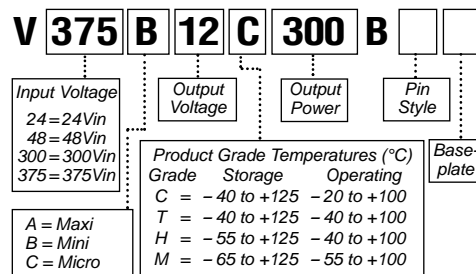 V 375 B 12 C 300 B
Input Voltage
24 = 24Vin
48 = 48Vin
300 = 300Vin
375 = 375Vin
Output Voltage
Output Power
Pin Style
Base-plate
A = Maxi
B = Mini
C = Micro
Product Grade Temperatures (°C)
Grade Storage Operating
C = – 40 to +125 – 20 to +100
T = – 40 to +125 – 40 to +100
H = – 55 to +125 – 40 to +100
M = – 65 to +125 – 55 to +100